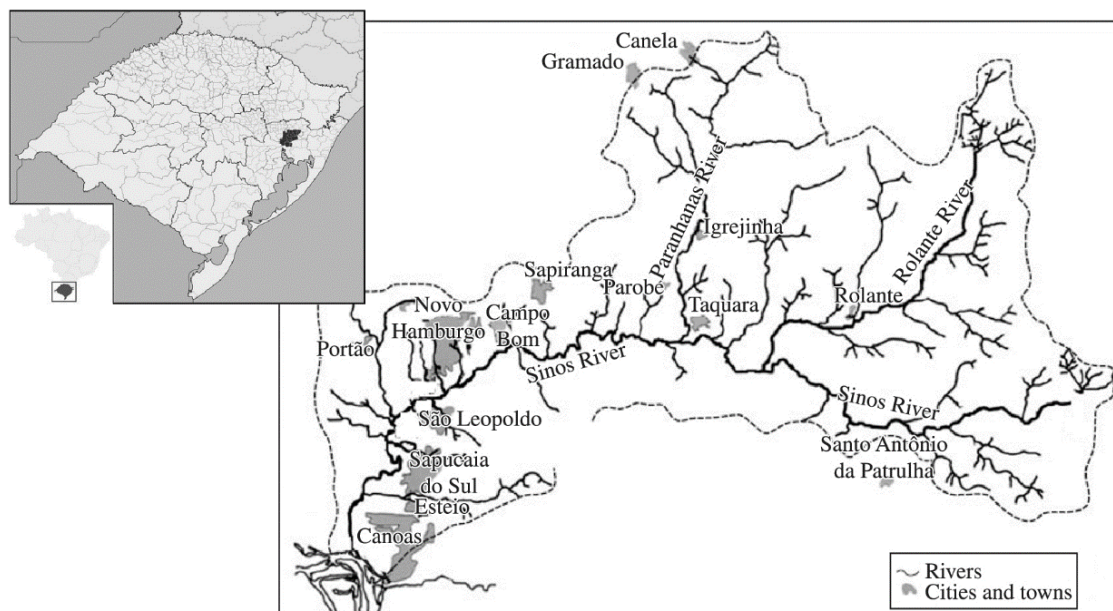 Canela
Gramado
Paranhanas River
Rolante River
Igrejinha
Sapiranga
Parobé
Rolante
Taquara
Novo
Hamburgo
Campo
Bom
Portão
Sinos River
Sinos River
São Leopoldo
Santo Antônio
da Patrulha
Sapucaia
do Sul
Esteio
Canoas
Rivers
Cities and towns